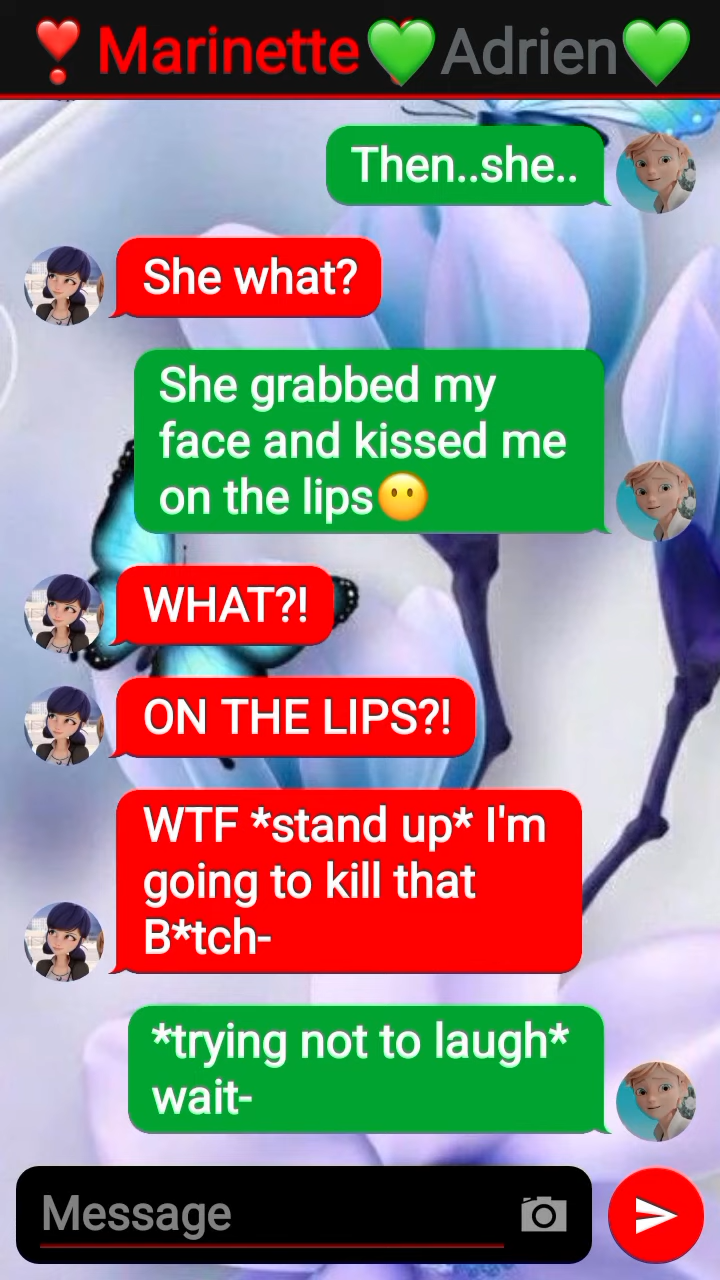 ❣️Marinette💚Adrien💚
Then..she..
She what?
She grabbed my
face and kissed me
on the lips😶
WHAT?!
ON THE LIPS?!
WTF *stand up* I'm
going to kill that
B*tch-
*trying not to laugh*
wait-
Message